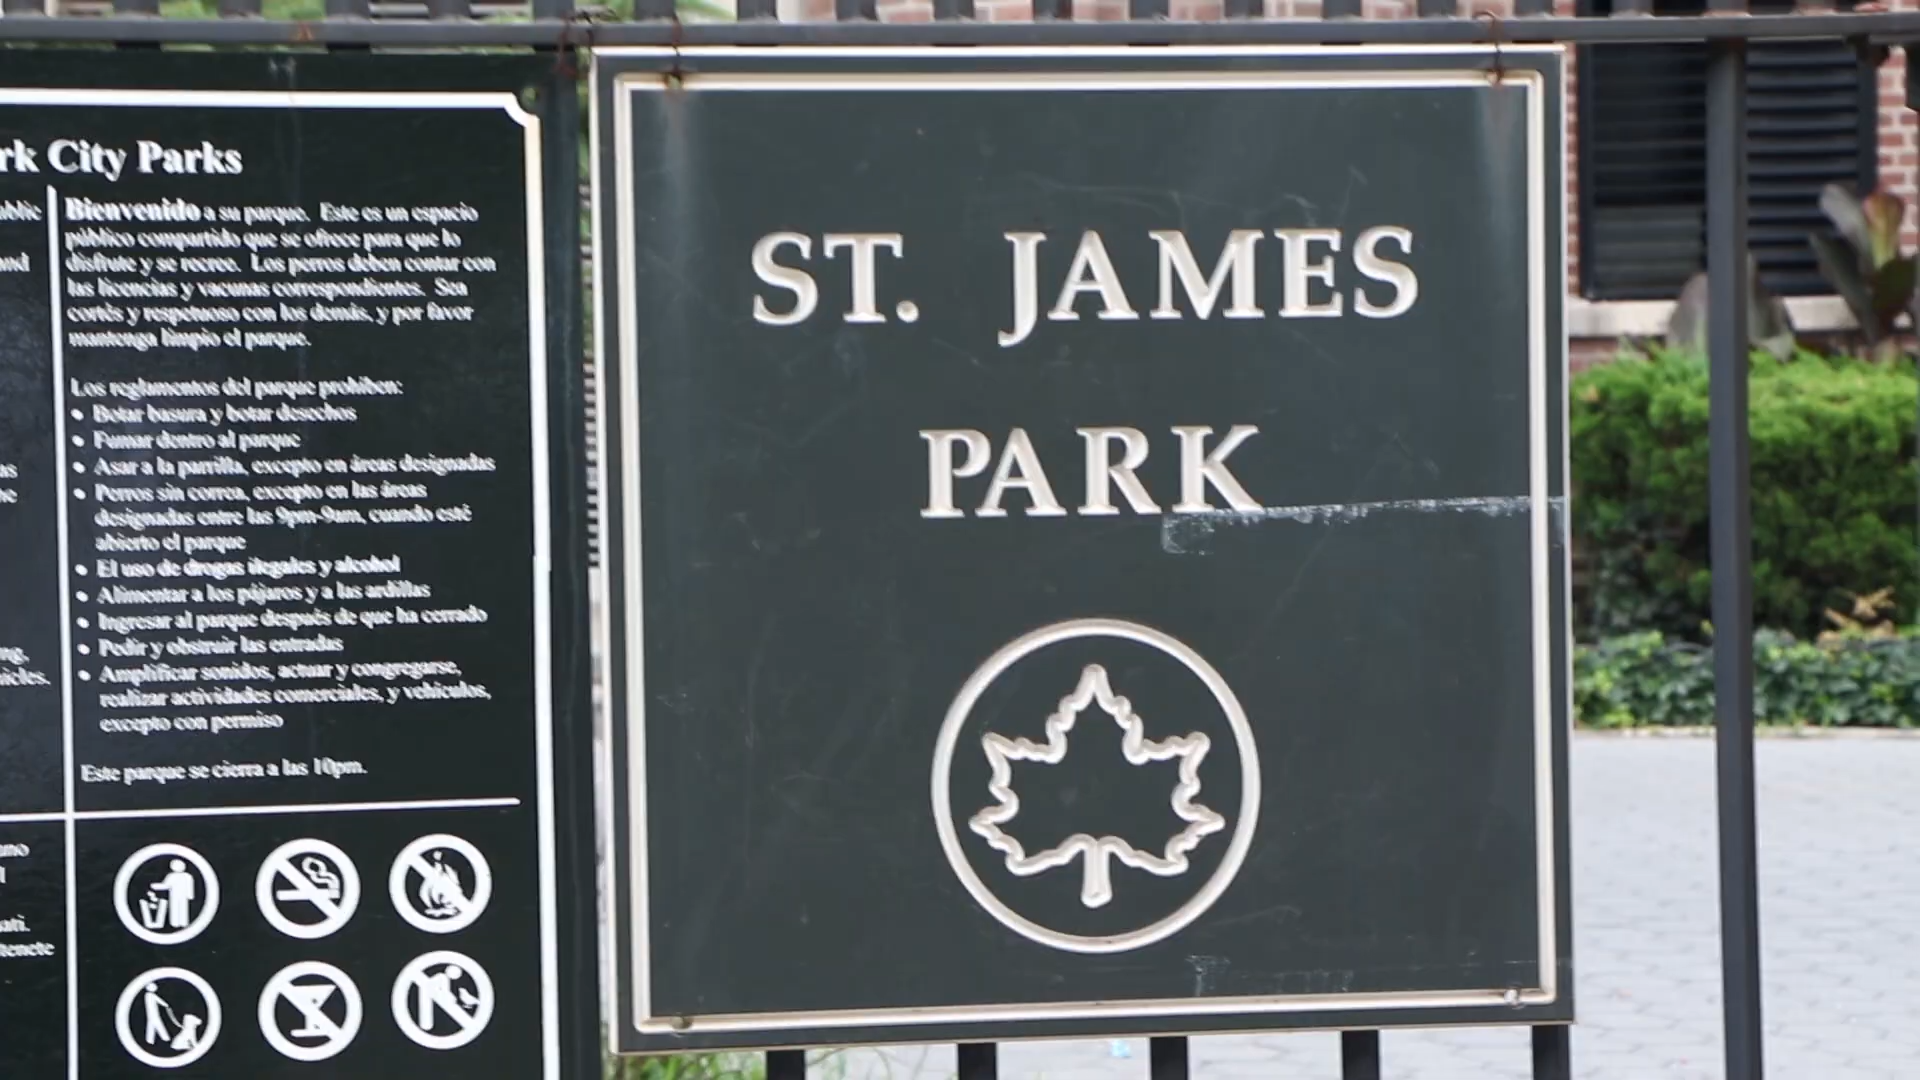 rk City Parks
Bienvenido a su parque. Este es un espacio
público compartido que se ofrece para que lo
disfrute y se recree. Los perros deben contar con
las licencias y vacunas correspondientes. Sea
cortés y respetuoso con los demás, y por favor
mantenga limpio el parque.
Los reglamentos del parque prohiben:
• Botar basura y botar desechos
• Fumar dentro al parque
• Asar a la parrilla, excepto en áreas designadas
• Perros sin correa, excepto en las áreas
designadas entre las 9pm-9am, cuando esté
abierto el parque
• El uso de drogas ilegales y alcohol
• Alimentar a los pájaros y a las ardillas
• Ingresar al parque después de que ha cerrado
• Pedir y obstruir las entradas
• Amplificar sonidos, actuar y congregarse,
realizar actividades comerciales, y vehículos,
excepto con permiso
Este parque se cierra a las 10pm.
ST. JAMES
PARK